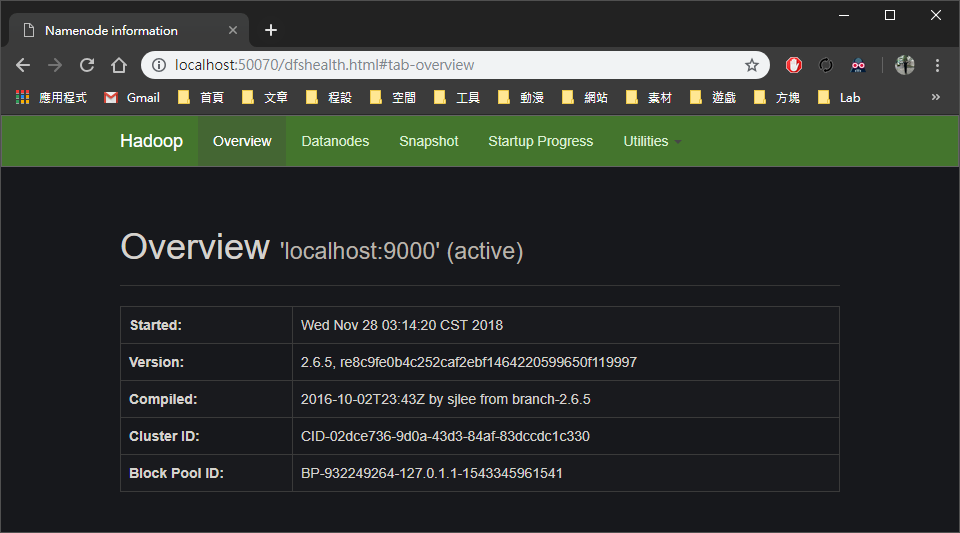 Namenode information
localhost:50070/dfshealth.html#tab-overview
應用程式 Gmail 首頁 文章 程設 空間 工具 動漫 網站 素材 遊戲 方塊 Lab »
Hadoop Overview Datanodes Snapshot Startup Progress Utilities
Overview 'localhost:9000' (active)
Started: Wed Nov 28 03:14:20 CST 2018
Version: 2.6.5, re8c9fe0b4c252caf2ebf1464220599650f119997
Compiled: 2016-10-02T23:43Z by sjlee from branch-2.6.5
Cluster ID: CID-02dce736-9d0a-43d3-84af-83dccdc1c330
Block Pool ID: BP-932249264-127.0.1.1-1543345961541